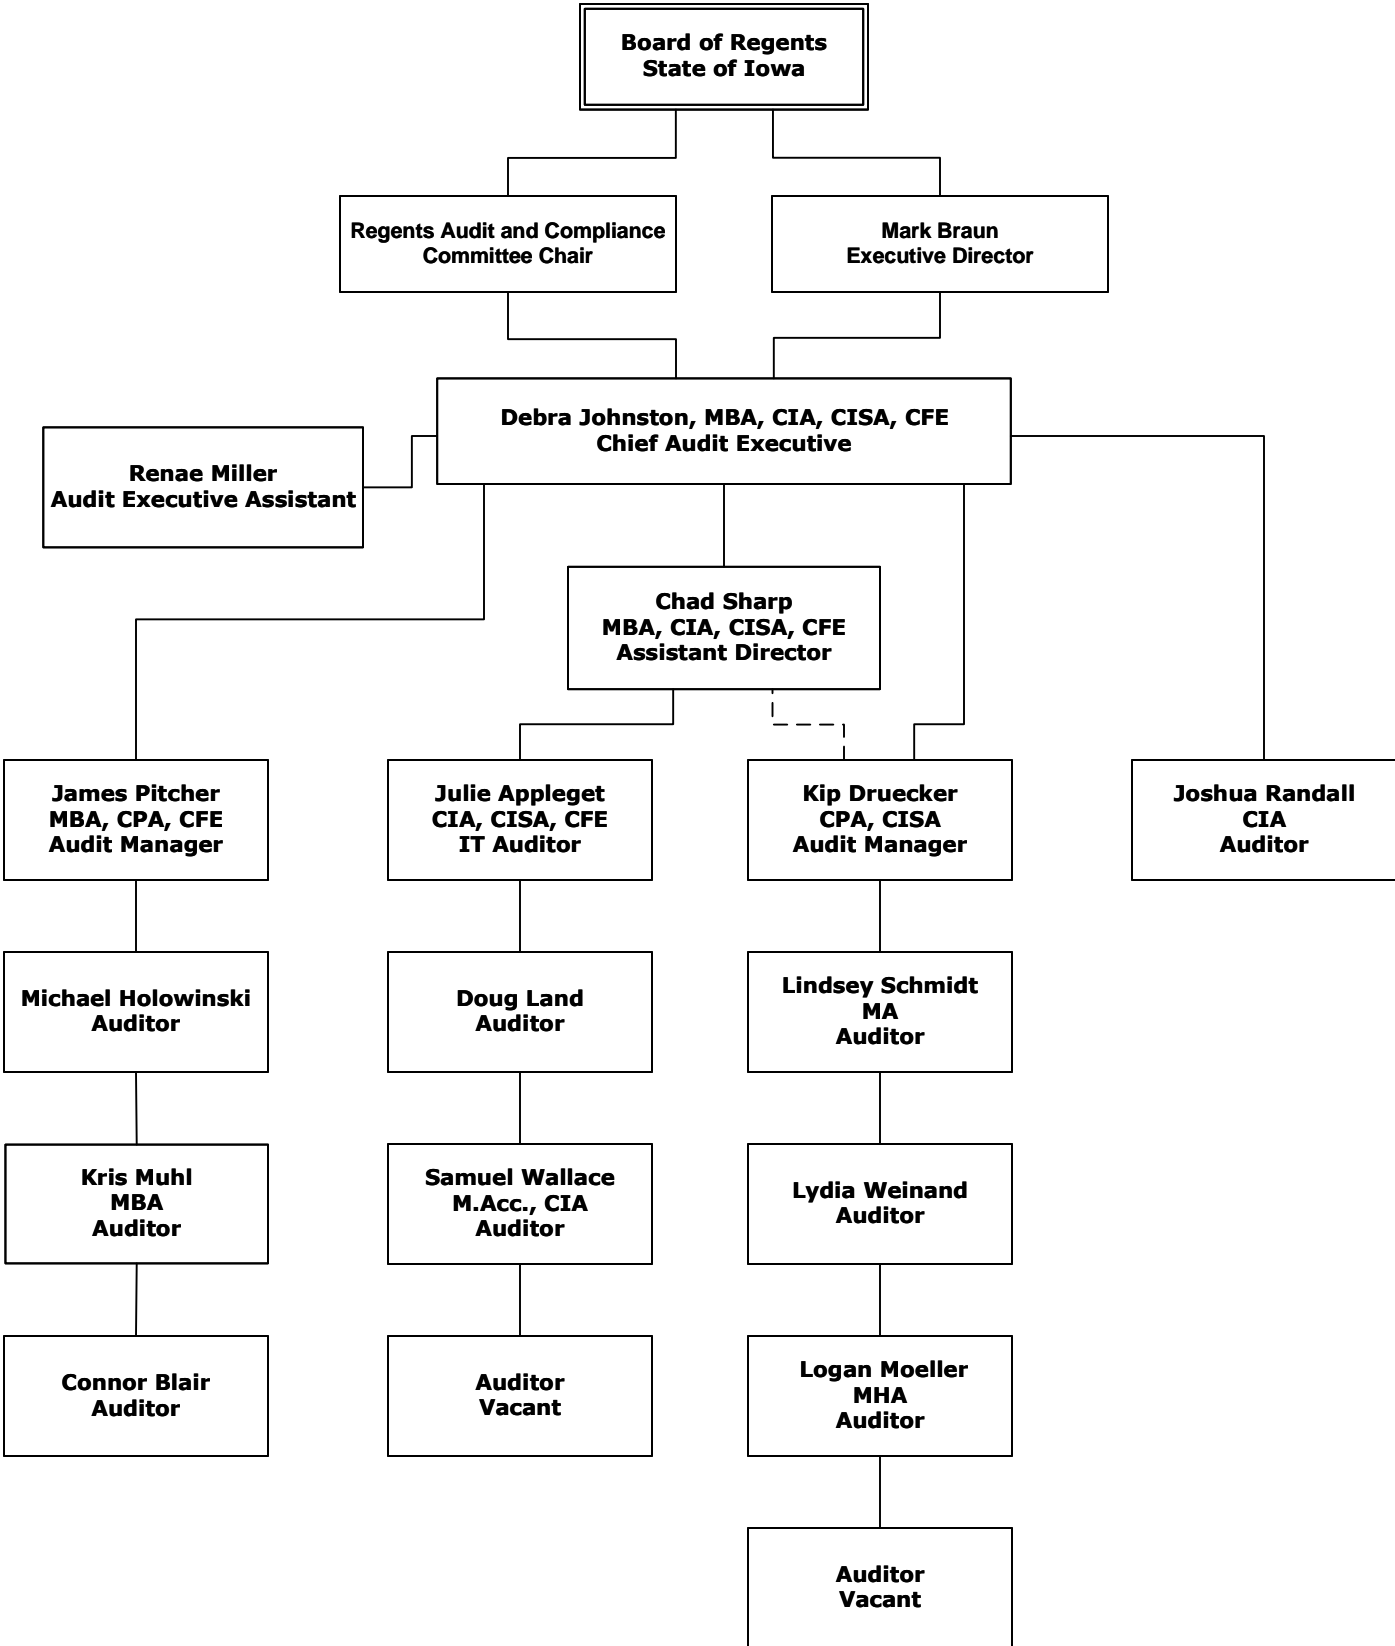 Board of Regents
State of Iowa
Regents Audit and Compliance
Committee Chair
Mark Braun
Executive Director
Debra Johnston, MBA, CIA, CISA, CFE
Chief Audit Executive
Renae Miller
Audit Executive Assistant
Chad Sharp
MBA, CIA, CISA, CFE
Assistant Director
James Pitcher
MBA, CPA, CFE
Audit Manager
Julie Appleget
CIA, CISA, CFE
IT Auditor
Kip Druecker
CPA, CISA
Audit Manager
Joshua Randall
CIA
Auditor
Michael Holowinski
Auditor
Doug Land
Auditor
Lindsey Schmidt
MA
Auditor
Kris Muhl
MBA
Auditor
Samuel Wallace
M.Acc., CIA
Auditor
Lydia Weinand
Auditor
Connor Blair
Auditor
Auditor
Vacant
Logan Moeller
MHA
Auditor
Auditor
Vacant